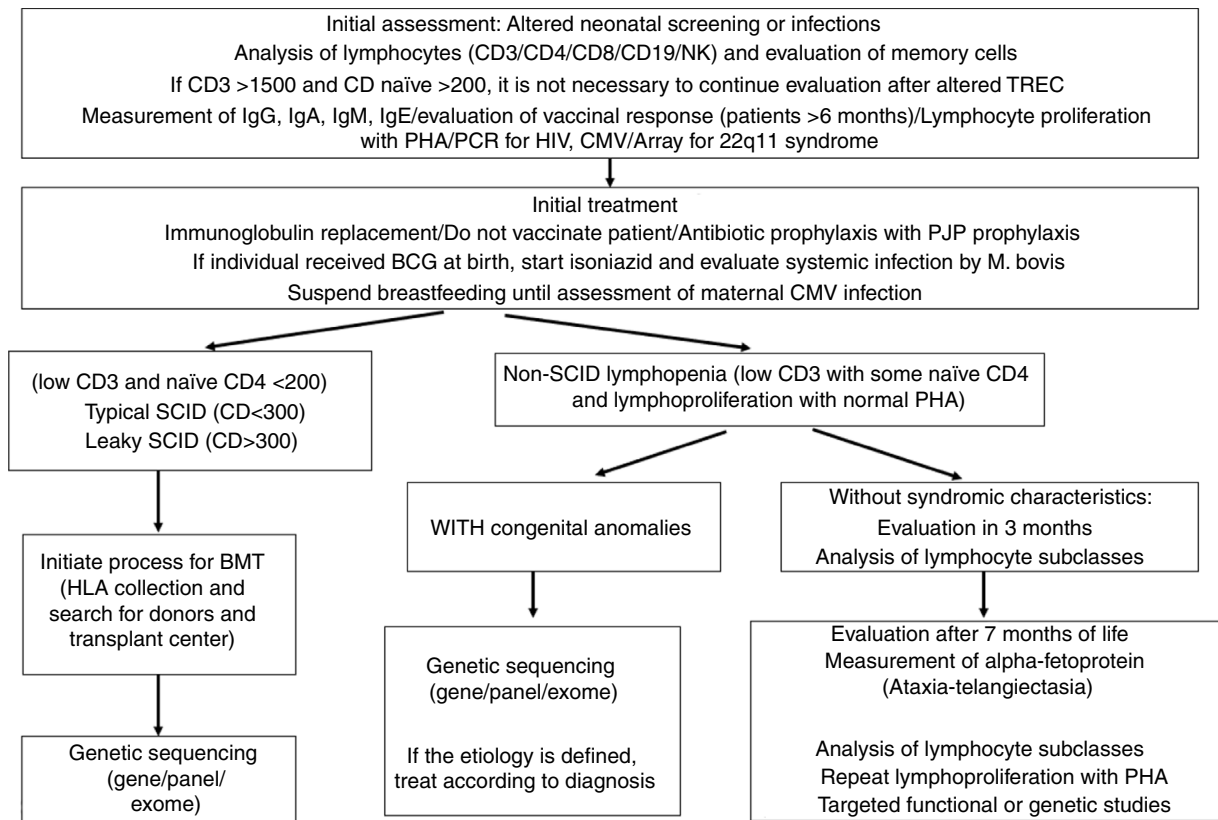 Initial assessment: Altered neonatal screening or infections
Analysis of lymphocytes (CD3/CD4/CD8/CD19/NK) and evaluation of memory cells
If CD3 >1500 and CD naïve >200, it is not necessary to continue evaluation after altered TREC
Measurement of IgG, IgA, IgM, IgE/evaluation of vaccinal response (patients >6 months)/Lymphocyte proliferation
with PHA/PCR for HIV, CMV/Array for 22q11 syndrome
Initial treatment
Immunoglobulin replacement/Do not vaccinate patient/Antibiotic prophylaxis with PJP prophylaxis
If individual received BCG at birth, start isoniazid and evaluate systemic infection by M. bovis
Suspend breastfeeding until assessment of maternal CMV infection
(low CD3 and naïve CD4 <200)
Typical SCID (CD<300)
Leaky SCID (CD>300)
Non-SCID lymphopenia (low CD3 with some naïve CD4
and lymphoproliferation with normal PHA)
Initiate process for BMT
(HLA collection and
search for donors and
transplant center)
Genetic sequencing
(gene/panel/
exome)
WITH congenital anomalies
Genetic sequencing
(gene/panel/exome)
If the etiology is defined,
treat according to diagnosis
Without syndromic characteristics:
Evaluation in 3 months
Analysis of lymphocyte subclasses
Evaluation after 7 months of life
Measurement of alpha-fetoprotein
(Ataxia-telangiectasia)
Analysis of lymphocyte subclasses
Repeat lymphoproliferation with PHA
Targeted functional or genetic studies